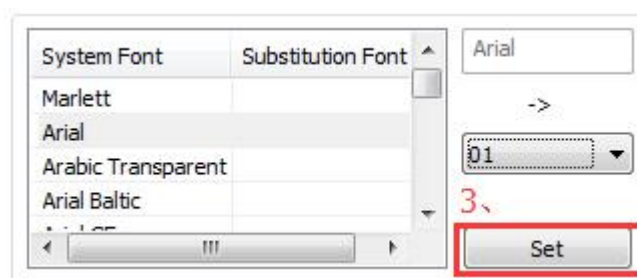 System Font Substitution Font
Marlett
Arial
Arabic Transparent
Arial Baltic
Arial
->
01
3、
Set